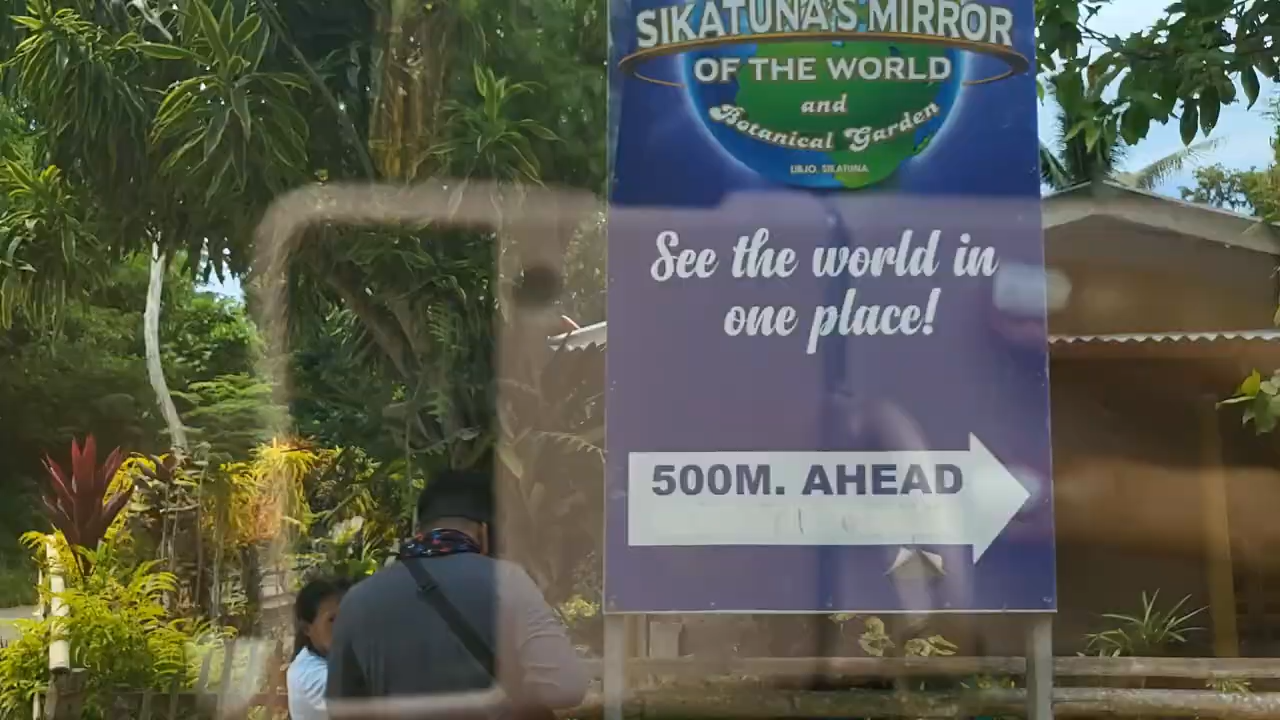 SIKATUNA'S MIRROR
OF THE WORLD
and
Botanical Garden
LIBJO, SIKATUNA
See the world in
one place!
500M. AHEAD